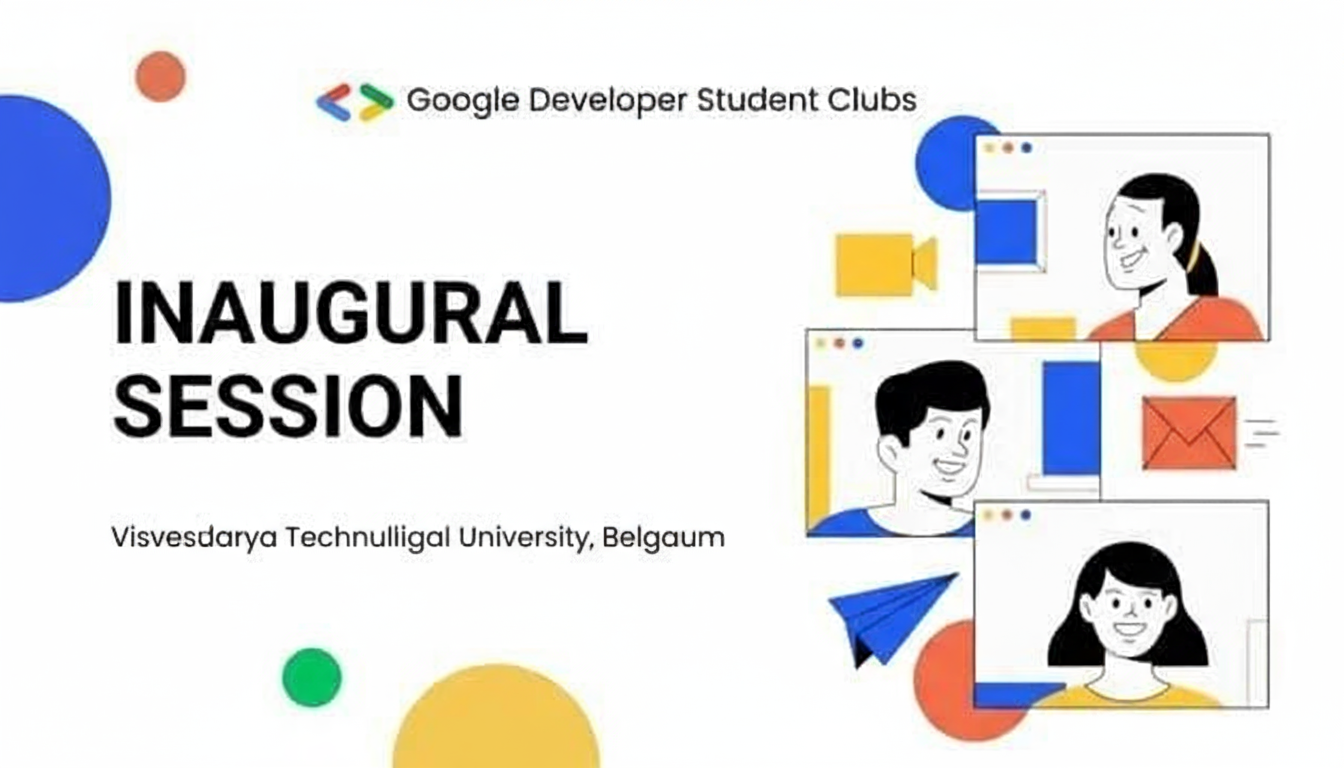 Google Developer Student Clubs
INAUGURAL
SESSION
Visvesdarya Technulligal University, Belgaum